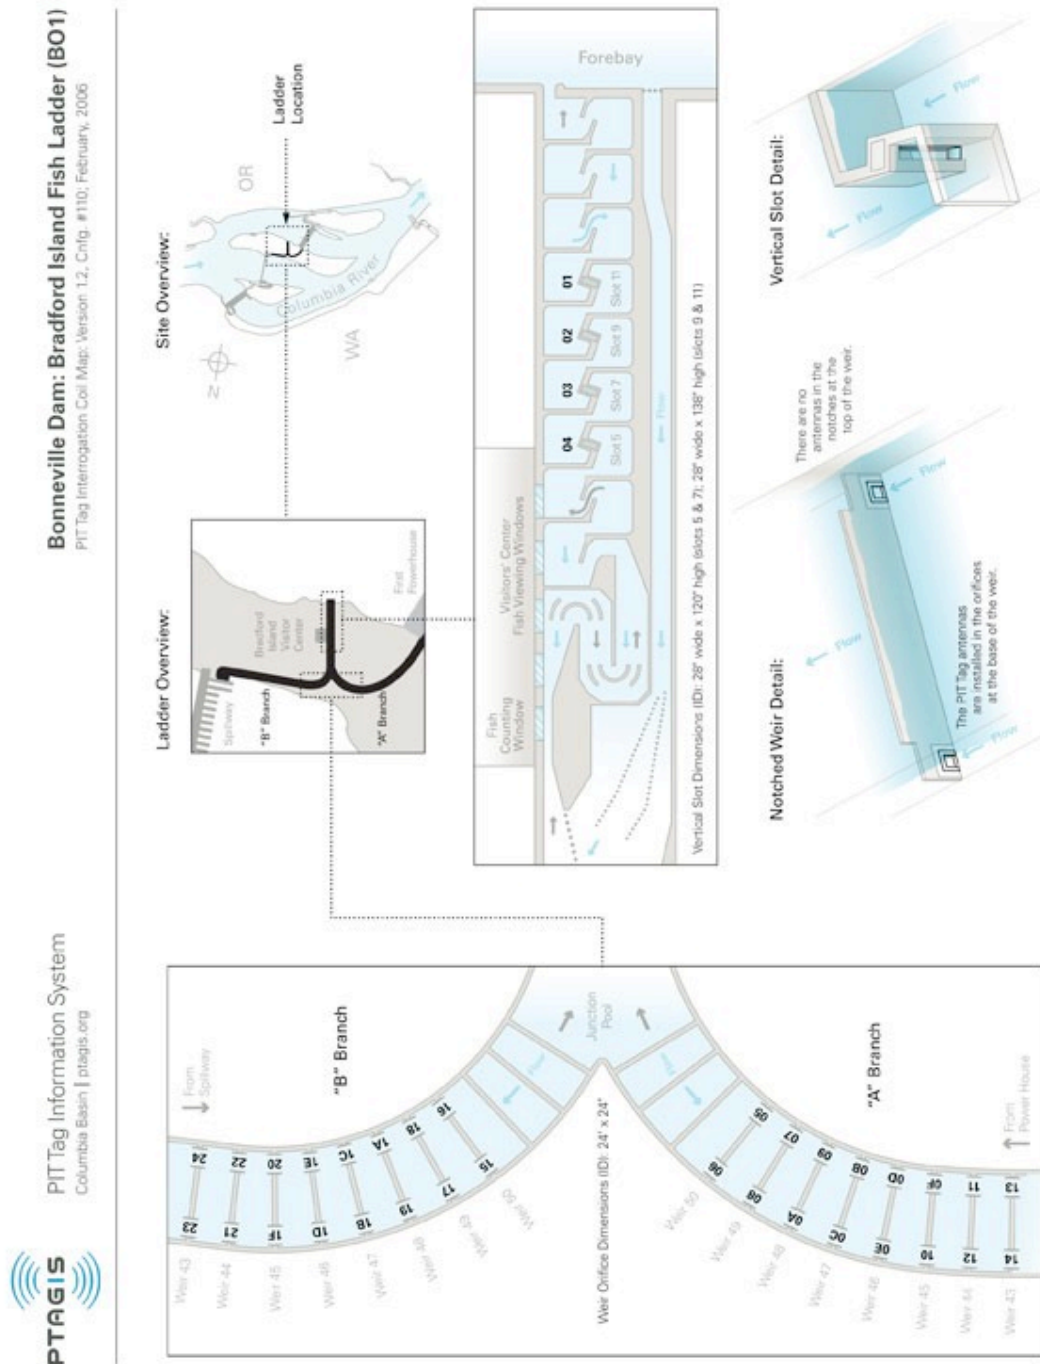 PTAGIS
PIT Tag Information System
Columbia Basin | ptagis.org
Bonneville Dam: Bradford Island Fish Ladder (BO1)
PIT Tag Interrogation Coil Map: Version 1.2, Cnfg #110; February, 2006
Ladder Overview:
Spillway
"B" Branch
Bradford
Island
Visitor
Center
"A" Branch
First
Powerhouse
Site Overview:
N
OR
WA
Columbia River
Ladder
Location
"B" Branch
From
Spillway
Weir 43
23
24
Weir 44
21
22
Weir 45
1F
20
Weir 46
1D
1E
Weir 47
1B
1C
Weir 48
19
1A
Weir 49
17
18
Weir 50
15
16
Flow
Junction
Pool
Weir Orifice Dimensions (ID): 24" x 24"
Flow
Weir 50
06
05
Weir 49
08
07
Weir 48
0A
09
Weir 47
0C
0B
Weir 46
0E
0D
Weir 45
10
0F
Weir 44
12
11
Weir 43
14
13
"A" Branch
From
Power House
Fish
Counting
Window
Visitors' Center
Fish Viewing Windows
Forebay
04
03
02
01
Slot 5
Slot 7
Slot 9
Slot 11
Flow
Vertical Slot Dimensions (ID): 28" wide x 120" high (slots 5 & 7); 28" wide x 138" high (slots 9 & 11)
Notched Weir Detail:
Flow
There are no
antennas in the
notches at the
top of the weir.
Flow
Flow
The PIT Tag antennas
are installed in the orifices
at the base of the weir.
Vertical Slot Detail:
Flow
Flow